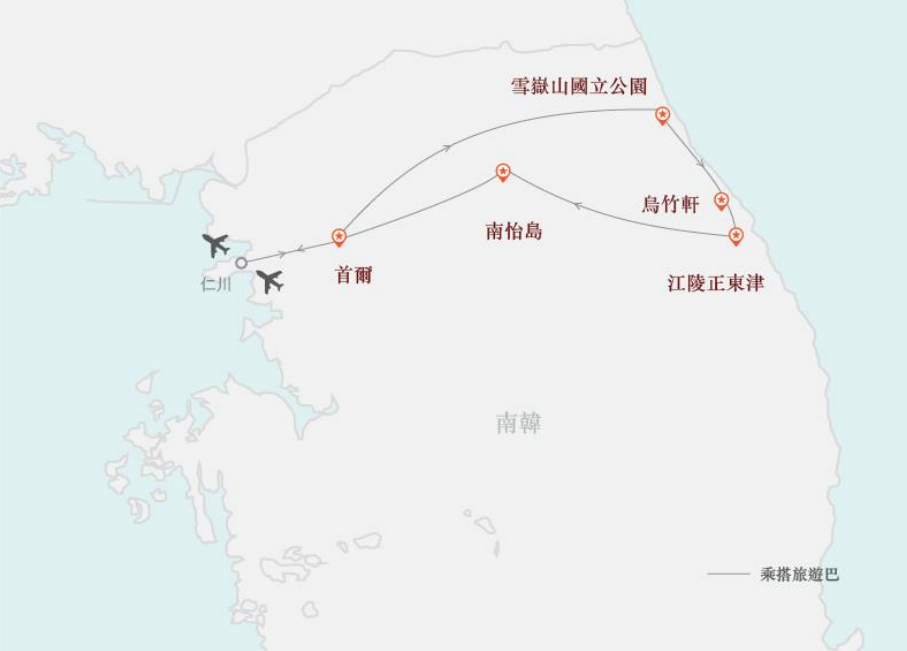 雪嶽山國立公園
烏竹軒
南怡島
首爾
江陵正東津
仁川
南韓
乘搭旅遊巴